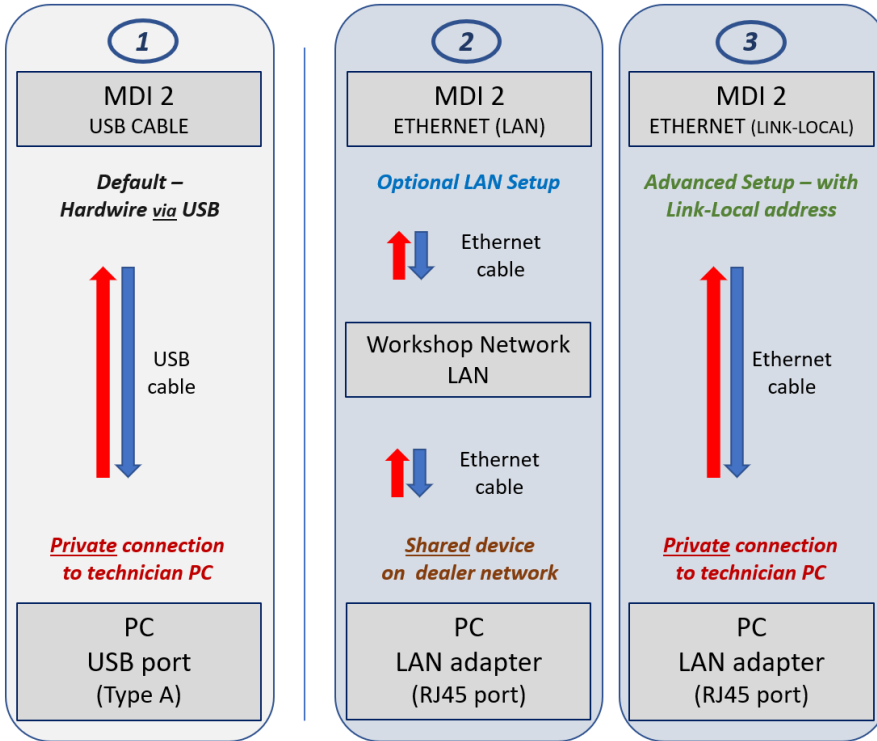 1
MDI 2
USB CABLE
Default –
Hardwire via USB
USB
cable
Private connection
to technician PC
PC
USB port
(Type A)
2
MDI 2
ETHERNET (LAN)
Optional LAN Setup
Ethernet
cable
Workshop Network
LAN
Ethernet
cable
Shared device
on dealer network
PC
LAN adapter
(RJ45 port)
3
MDI 2
ETHERNET (LINK-LOCAL)
Advanced Setup – with
Link-Local address
Ethernet
cable
Private connection
to technician PC
PC
LAN adapter
(RJ45 port)